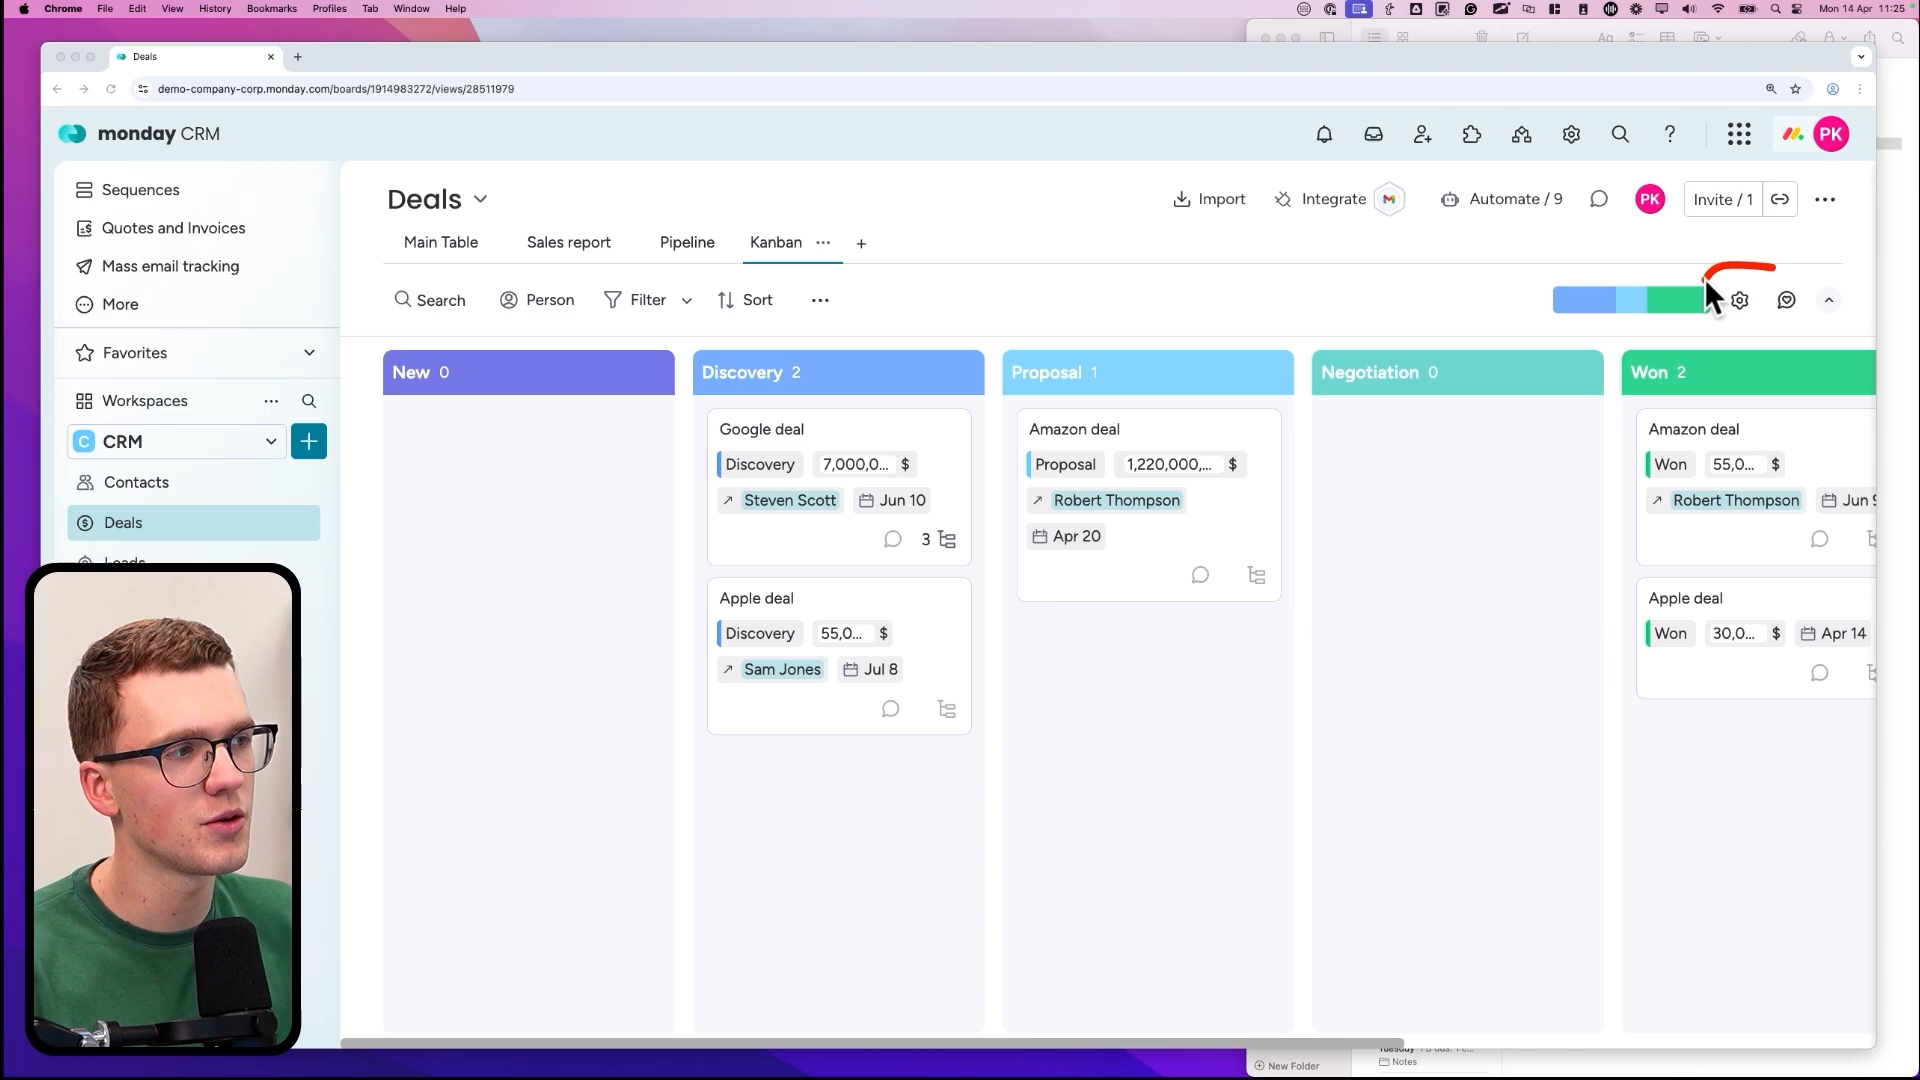 Chrome File Edit View History Bookmarks Profiles Tab Window Help Mon 14 Apr 11:25
Deals
demo-company-corp.monday.com/boards/1914983272/views/28511979
monday CRM
PK
Sequences
Quotes and Invoices
Mass email tracking
More
Favorites
Workspaces
C CRM
Contacts
Deals
Leads
Deals
Import Integrate Automate / 9 PK Invite / 1
Main Table Sales report Pipeline Kanban
Search Person Filter Sort
New 0
Discovery 2
Google deal
Discovery 7,000,0... $
Steven Scott Jun 10
3
Apple deal
Discovery 55,0... $
Sam Jones Jul 8
Proposal 1
Amazon deal
Proposal 1,220,000,... $
Robert Thompson
Apr 20
Negotiation 0
Won 2
Amazon deal
Won 55,0... $
Robert Thompson Jun 9
Apple deal
Won 30,0... $ Apr 14
Aa
New Folder
Notes